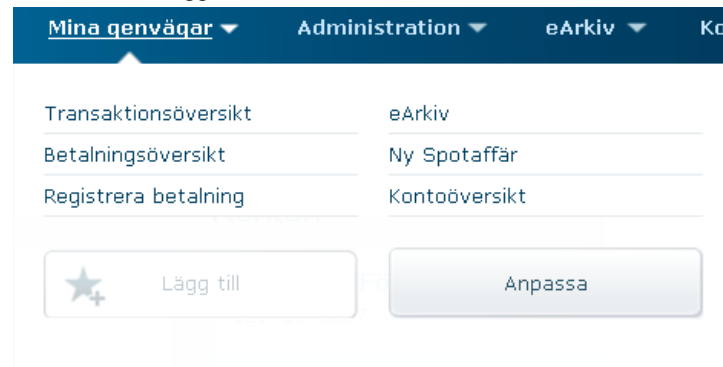 Mina genvägar Administration eArkiv
Transaktionsöversikt eArkiv
Betalningsöversikt Ny Spotaffär
Registrera betalning Kontoöversikt
Lägg till Anpassa